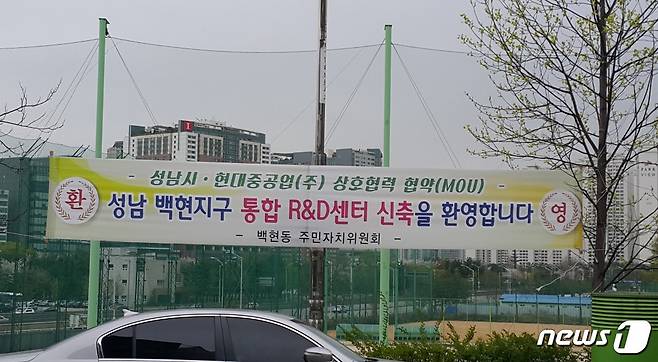 - 성남시 · 현대중공업(주) 상호협력 협약(MOU) -
환 성남 백현지구 통합 R&D센터 신축을 환영합니다 영
- 백현동 주민자치위원회 -
news1